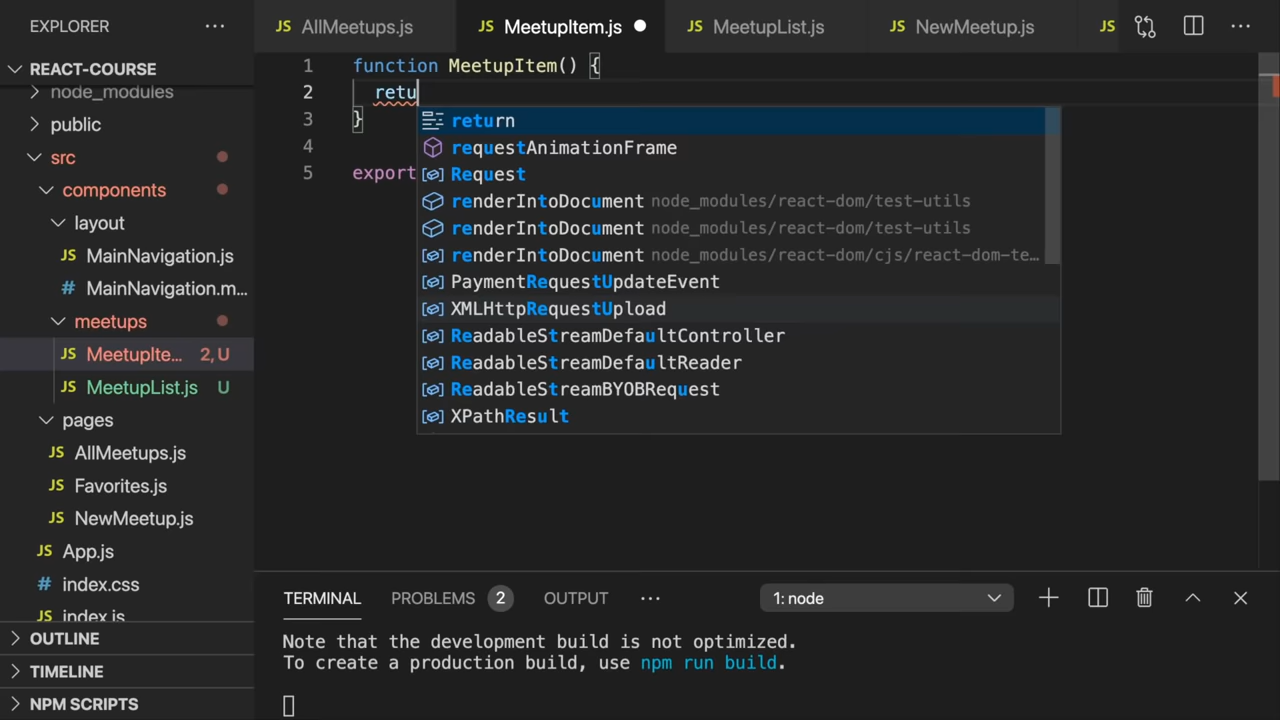 EXPLORER
REACT-COURSE
node_modules
public
src
components
layout
JS MainNavigation.js
# MainNavigation.m...
meetups
JS MeetupIte... 2, U
JS MeetupList.js U
pages
JS AllMeetups.js
JS Favorites.js
JS NewMeetup.js
JS App.js
# index.css
JS index.js
OUTLINE
TIMELINE
NPM SCRIPTS
JS AllMeetups.js JS MeetupItem.js JS MeetupList.js JS NewMeetup.js JS
1 function MeetupItem() {
2 retu
3 }
4
5 export
return
requestAnimationFrame
Request
renderIntoDocument node_modules/react-dom/test-utils
renderIntoDocument node_modules/react-dom/test-utils
renderIntoDocument node_modules/react-dom/cjs/react-dom-te...
PaymentRequestUpdateEvent
XMLHttpRequestUpload
ReadableStreamDefaultController
ReadableStreamDefaultReader
ReadableStreamBYOBRequest
XPathResult
TERMINAL PROBLEMS 2 OUTPUT 1: node
Note that the development build is not optimized.
To create a production build, use npm run build.